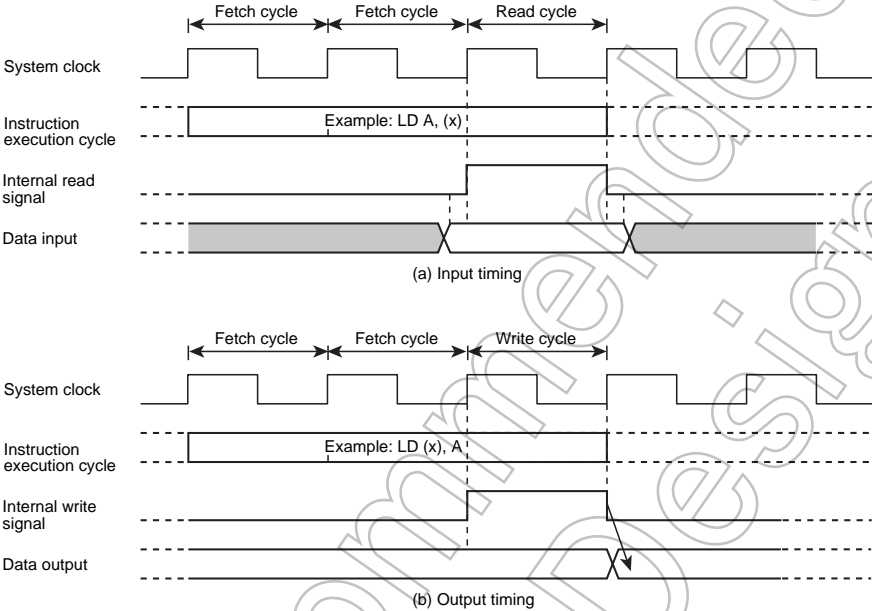 Fetch cycle Fetch cycle Read cycle
System clock
Instruction
execution cycle
Example: LD A, (x)
Internal read
signal
Data input
(a) Input timing
Fetch cycle Fetch cycle Write cycle
System clock
Instruction
execution cycle
Example: LD (x), A
Internal write
signal
Data output
(b) Output timing